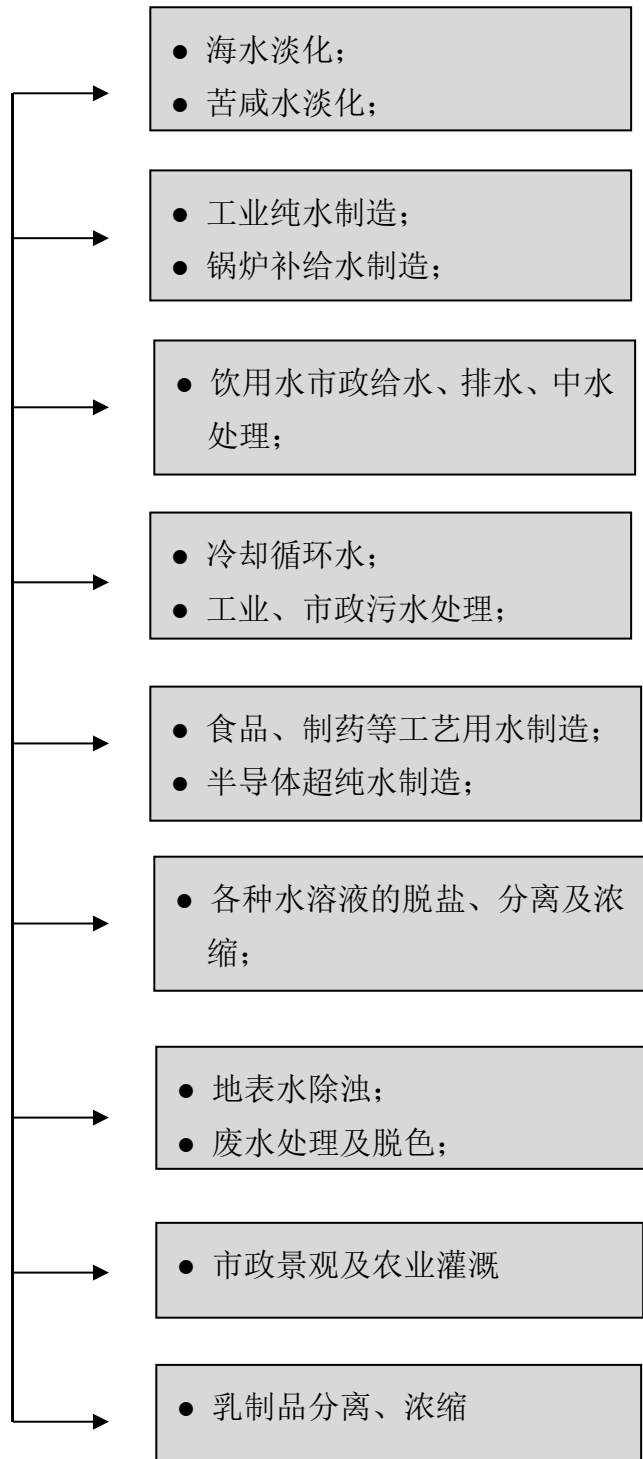 ● 海水淡化；
● 苦咸水淡化；
● 工业纯水制造；
● 锅炉补给水制造；
● 饮用水市政给水、排水、中水
处理；
● 冷却循环水；
● 工业、市政污水处理；
● 食品、制药等工艺用水制造；
● 半导体超纯水制造；
● 各种水溶液的脱盐、分离及浓
缩；
● 地表水除浊；
● 废水处理及脱色；
● 市政景观及农业灌溉
● 乳制品分离、浓缩